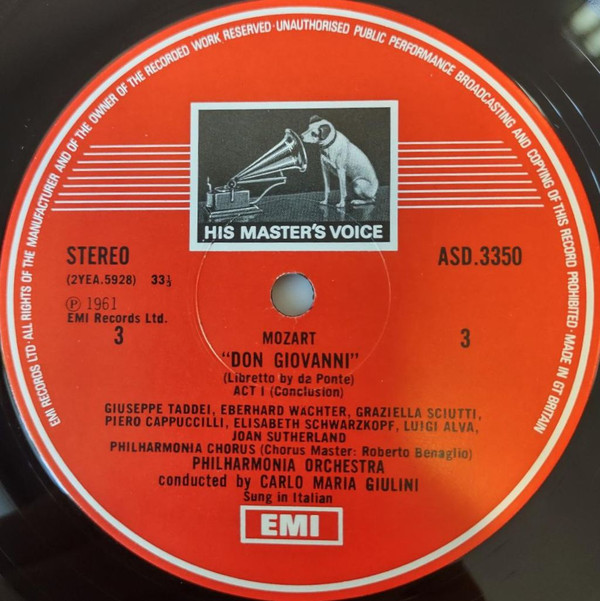 EMI RECORDS LTD·ALL RIGHTS OF THE MANUFACTURER AND OF THE OWNER OF THE RECORDED WORK RESERVED·UNAUTHORISED PUBLIC PERFORMANCE BROADCASTING AND COPYING OF THIS RECORD PROHIBITED·MADE IN GT BRITAIN
HIS MASTER'S VOICE
STEREO
ASD.3350
(2YEA.5928) 33⅓
Ⓟ 1961
EMI Records Ltd.
3
3
MOZART
"DON GIOVANNI"
(Libretto by da Ponte)
ACT I (Conclusion)
GIUSEPPE TADDEI, EBERHARD WÄCHTER, GRAZIELLA SCIUTTI,
PIERO CAPPUCCILLI, ELISABETH SCHWARZKOPF, LUIGI ALVA,
JOAN SUTHERLAND
PHILHARMONIA CHORUS (Chorus Master: Roberto Benaglio)
PHILHARMONIA ORCHESTRA
conducted by CARLO MARIA GIULINI
Sung in Italian
EMI